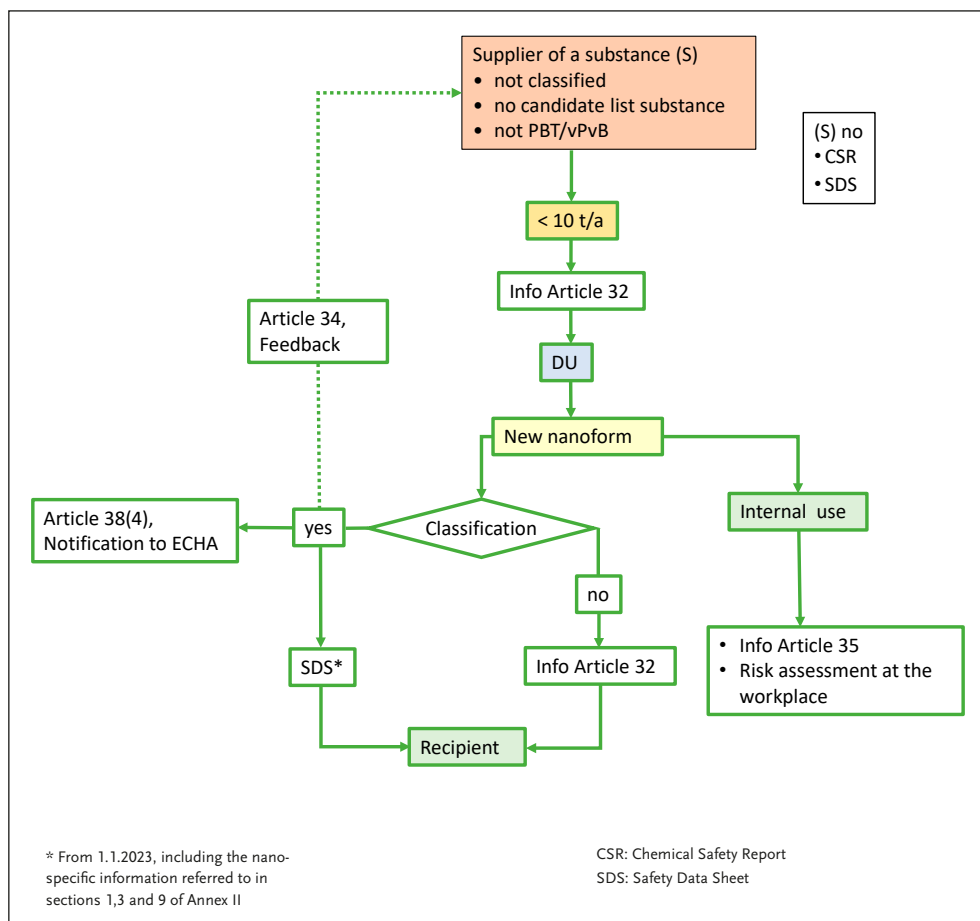 Supplier of a substance (S)
• not classified
• no candidate list substance
• not PBT/vPvB
(S) no
• CSR
• SDS
< 10 t/a
Info Article 32
Article 34,
Feedback
DU
New nanoform
Article 38(4),
Notification to ECHA
yes
Classification
Internal use
no
SDS*
Info Article 32
• Info Article 35
• Risk assessment at the
workplace
Recipient
* From 1.1.2023, including the nano-
specific information referred to in
sections 1,3 and 9 of Annex II
CSR: Chemical Safety Report
SDS: Safety Data Sheet